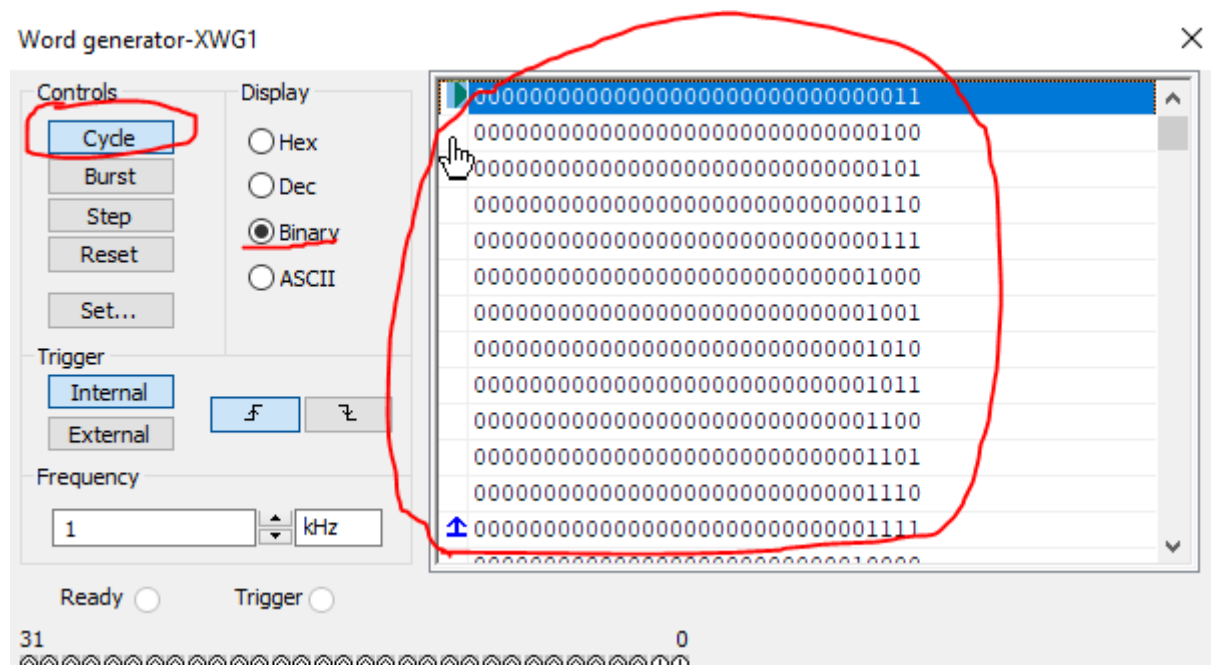 Word generator-XWG1
Controls
Cycle
Burst
Step
Reset
Set...
Display
Hex
Dec
Binary
ASCII
Trigger
Internal
External
Frequency
1
kHz
00000000000000000000000000000011
00000000000000000000000000000100
00000000000000000000000000000101
00000000000000000000000000000110
00000000000000000000000000000111
00000000000000000000000000001000
00000000000000000000000000001001
00000000000000000000000000001010
00000000000000000000000000001011
00000000000000000000000000001100
00000000000000000000000000001101
00000000000000000000000000001110
00000000000000000000000000001111
Ready
Trigger
31
0